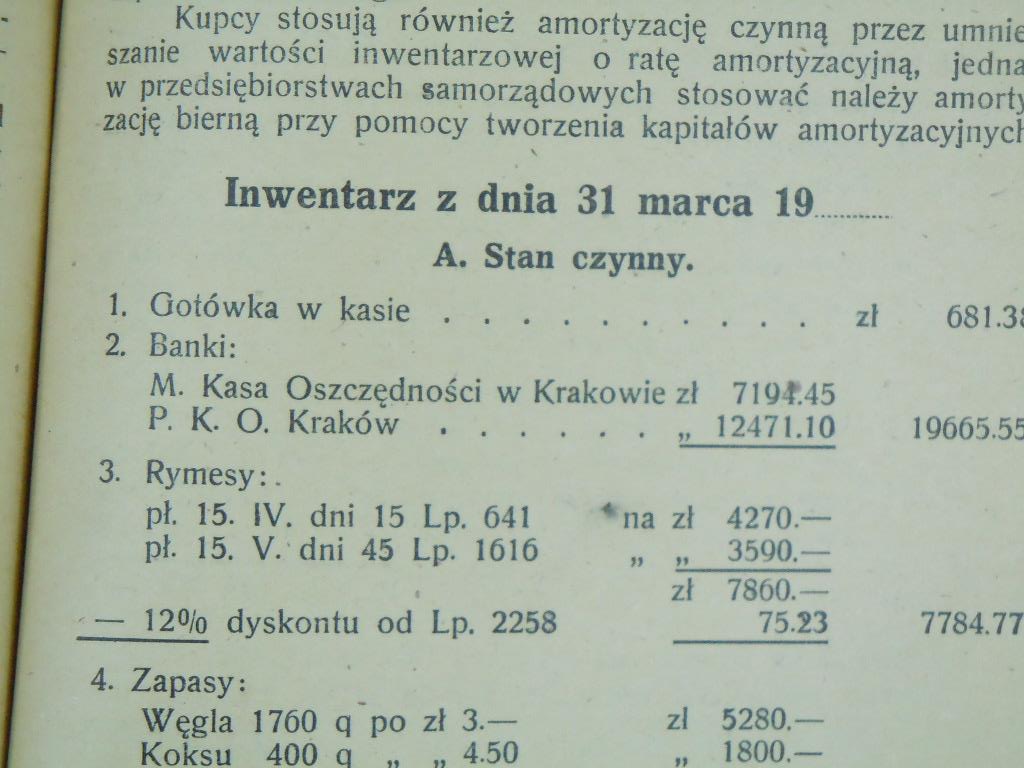 Kupcy stosują również amortyzację czynną przez umnie
szanie wartości inwentarzowej o ratę amortyzacyjną, jedna
w przedsiębiorstwach samorządowych stosować należy amorty
zację bierną przy pomocy tworzenia kapitałów amortyzacyjnych
Inwentarz z dnia 31 marca 19..........
A. Stan czynny.
1. Gotówka w kasie . . . . . . . . . . . zł 681.38
2. Banki:
M. Kasa Oszczędności w Krakowie zł 7194.45
P. K. O. Kraków . . . . . . „ 12471.10 19665.55
3. Rymesy:.
pł. 15. IV. dni 15 Lp. 641 na zł 4270.—
pł. 15. V. dni 45 Lp. 1616 „ „ 3590.—
zł 7860.—
— 12% dyskontu od Lp. 2258 75.23 7784.77
4. Zapasy:
Węgla 1760 q po zł 3.— zł 5280.—
Koksu 400 q „ „ 4.50 „ 1800.—